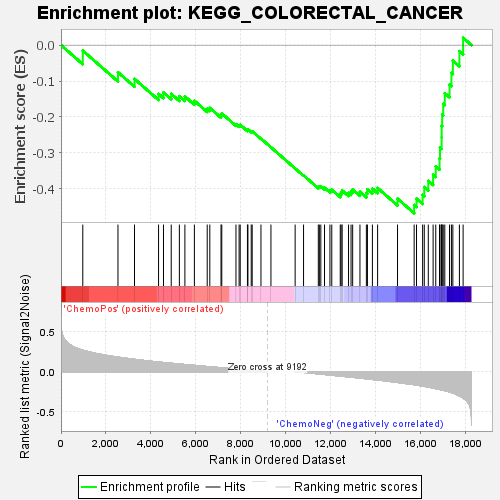 Enrichment plot: KEGG_COLORECTAL_CANCER
Enrichment score (ES)
0.0
-0.1
-0.2
-0.3
-0.4
'ChemoPos' (positively correlated)
Ranked list metric (Signal2Noise)
0.5
0.0
-0.5
Zero cross at 9192
'ChemoNeg' (negatively correlated)
0 2,000 4,000 6,000 8,000 10,000 12,000 14,000 16,000 18,000
Rank in Ordered Dataset
Enrichment profile Hits Ranking metric scores